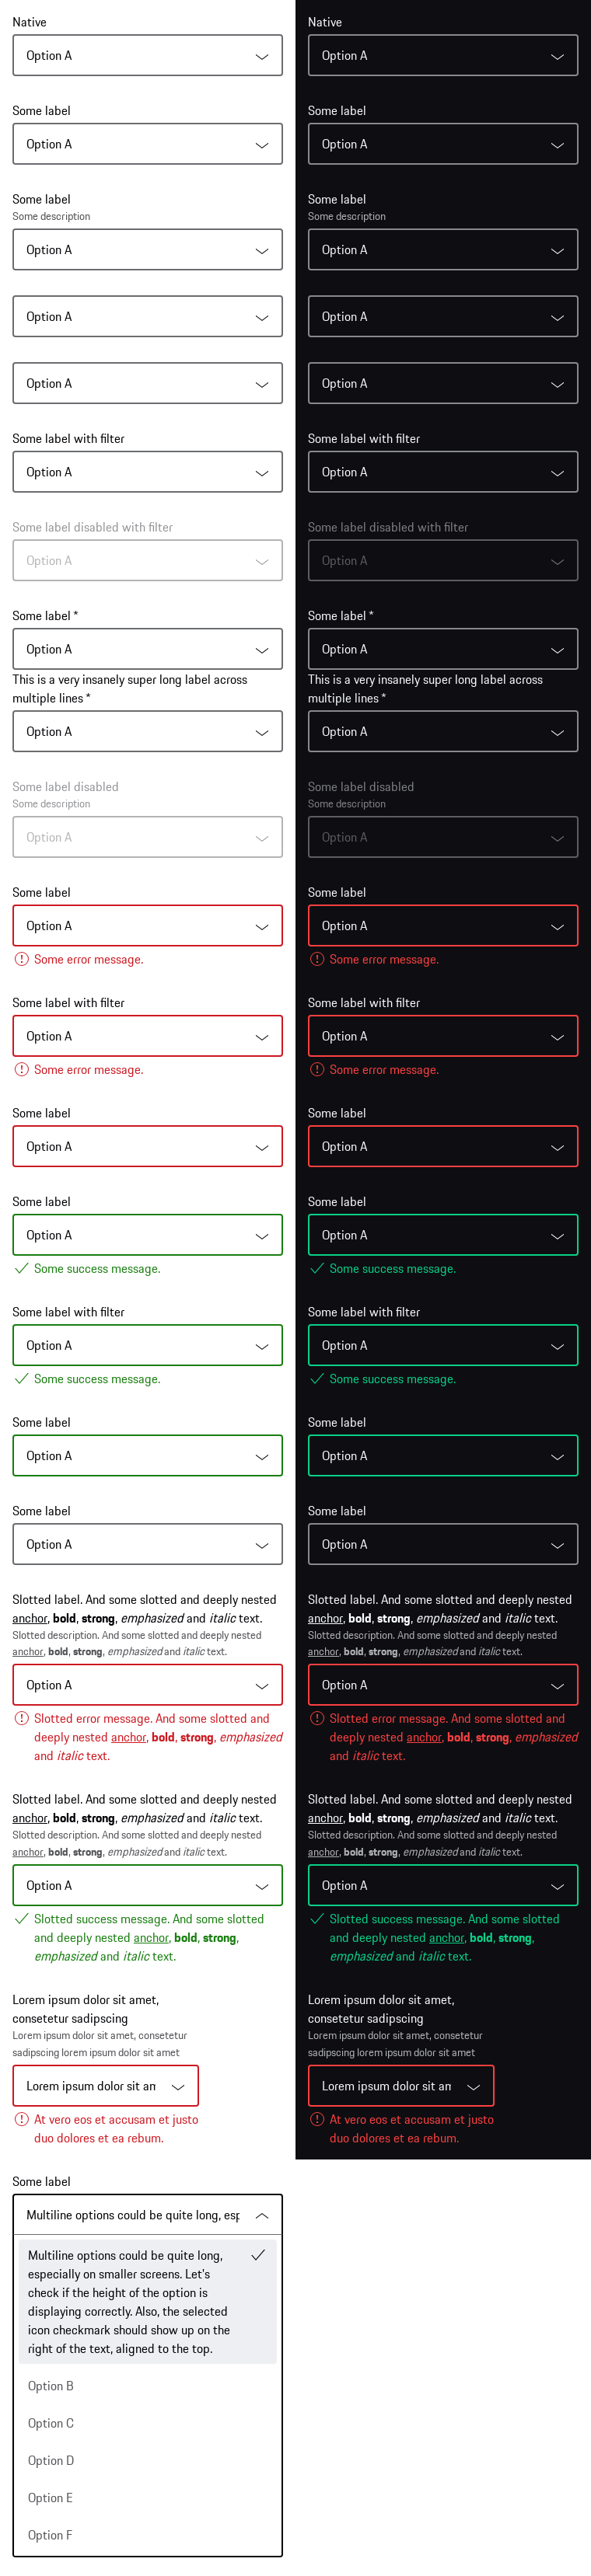 Native
Option A
Some label
Option A
Some label
Some description
Option A
Option A
Option A
Some label with filter
Option A
Some label disabled with filter
Option A
Some label *
Option A
This is a very insanely super long label across
multiple lines *
Option A
Some label disabled
Some description
Option A
Some label
Option A
Some error message.
Some label with filter
Option A
Some error message.
Some label
Option A
Some label
Option A
Some success message.
Some label with filter
Option A
Some success message.
Some label
Option A
Some label
Option A
Slotted label. And some slotted and deeply nested
anchor, bold, strong, emphasized and italic text.
Slotted description. And some slotted and deeply nested
anchor, bold, strong, emphasized and italic text.
Option A
Slotted error message. And some slotted and
deeply nested anchor, bold, strong, emphasized
and italic text.
Slotted label. And some slotted and deeply nested
anchor, bold, strong, emphasized and italic text.
Slotted description. And some slotted and deeply nested
anchor, bold, strong, emphasized and italic text.
Option A
Slotted success message. And some slotted
and deeply nested anchor, bold, strong,
emphasized and italic text.
Lorem ipsum dolor sit amet,
consetetur sadipscing
Lorem ipsum dolor sit amet, consetetur
sadipscing lorem ipsum dolor sit amet
Lorem ipsum dolor sit am
At vero eos et accusam et justo
duo dolores et ea rebum.
Some label
Multiline options could be quite long, esp
Multiline options could be quite long,
especially on smaller screens. Let's
check if the height of the option is
displaying correctly. Also, the selected
icon checkmark should show up on the
right of the text, aligned to the top.
Option B
Option C
Option D
Option E
Option F
Native
Option A
Some label
Option A
Some label
Some description
Option A
Option A
Option A
Some label with filter
Option A
Some label disabled with filter
Option A
Some label *
Option A
This is a very insanely super long label across
multiple lines *
Option A
Some label disabled
Some description
Option A
Some label
Option A
Some error message.
Some label with filter
Option A
Some error message.
Some label
Option A
Some label
Option A
Some success message.
Some label with filter
Option A
Some success message.
Some label
Option A
Some label
Option A
Slotted label. And some slotted and deeply nested
anchor, bold, strong, emphasized and italic text.
Slotted description. And some slotted and deeply nested
anchor, bold, strong, emphasized and italic text.
Option A
Slotted error message. And some slotted and
deeply nested anchor, bold, strong, emphasized
and italic text.
Slotted label. And some slotted and deeply nested
anchor, bold, strong, emphasized and italic text.
Slotted description. And some slotted and deeply nested
anchor, bold, strong, emphasized and italic text.
Option A
Slotted success message. And some slotted
and deeply nested anchor, bold, strong,
emphasized and italic text.
Lorem ipsum dolor sit amet,
consetetur sadipscing
Lorem ipsum dolor sit amet, consetetur
sadipscing lorem ipsum dolor sit amet
Lorem ipsum dolor sit am
At vero eos et accusam et justo
duo dolores et ea rebum.